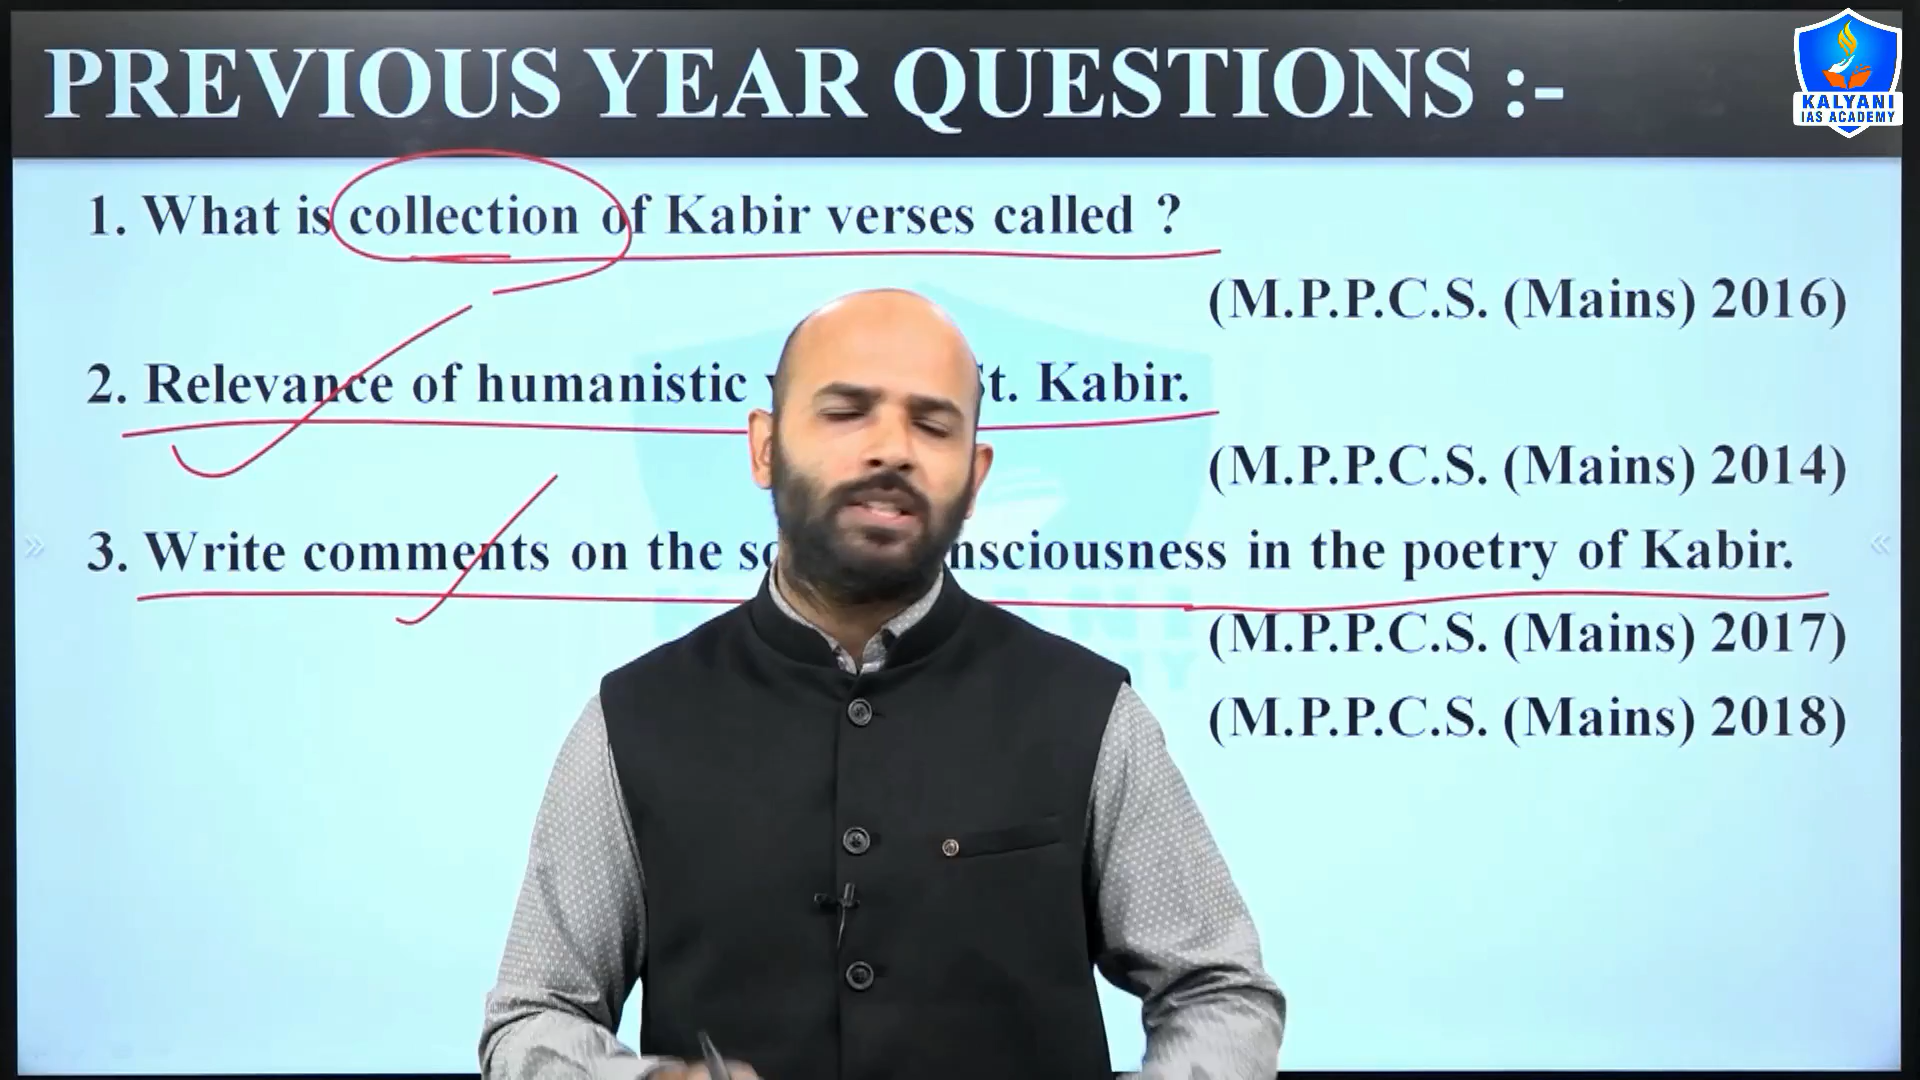 PREVIOUS YEAR QUESTIONS :-
KALYANI
IAS ACADEMY
1. What is collection of Kabir verses called ?
(M.P.P.C.S. (Mains) 2016)
2. Relevance of humanistic St. Kabir.
(M.P.P.C.S. (Mains) 2014)
3. Write comments on the in the poetry of Kabir.
(M.P.P.C.S. (Mains) 2017)
(M.P.P.C.S. (Mains) 2018)